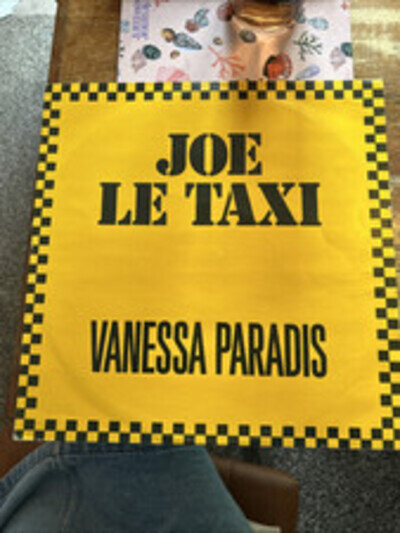 JOE
LE TAXI
VANESSA PARADIS